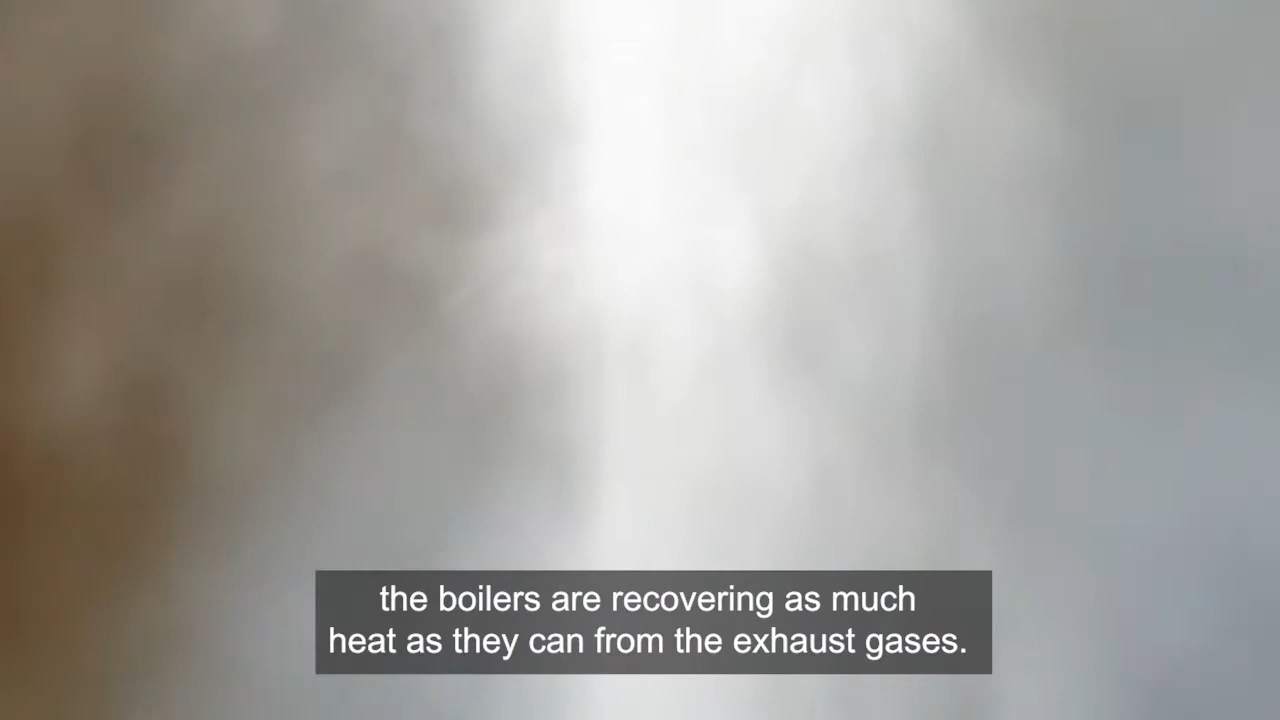 the boilers are recovering as much
heat as they can from the exhaust gases.